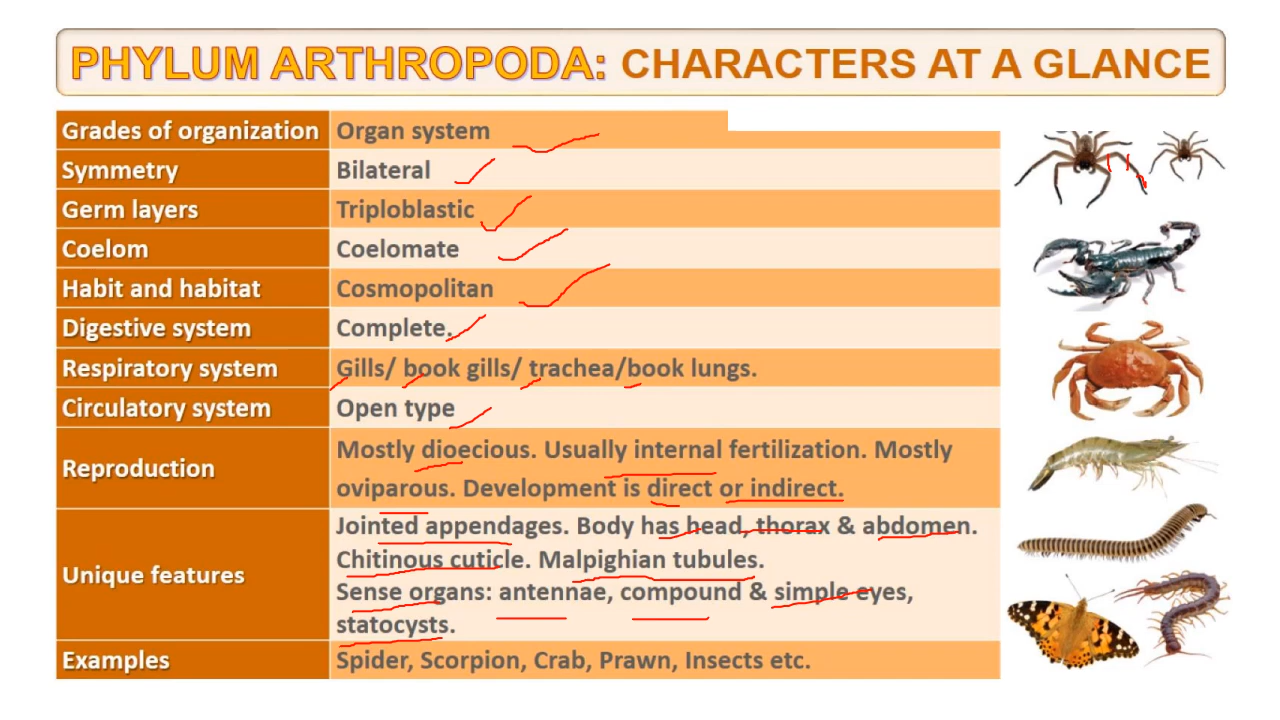 PHYLUM ARTHROPODA: CHARACTERS AT A GLANCE
Grades of organization Organ system
Symmetry Bilateral
Germ layers Triploblastic
Coelom Coelomate
Habit and habitat Cosmopolitan
Digestive system Complete.
Respiratory system Gills/ book gills/ trachea/book lungs.
Circulatory system Open type
Reproduction Mostly dioecious. Usually internal fertilization. Mostly
oviparous. Development is direct or indirect.
Unique features Jointed appendages. Body has head, thorax & abdomen.
Chitinous cuticle. Malpighian tubules.
Sense organs: antennae, compound & simple eyes,
statocysts.
Examples Spider, Scorpion, Crab, Prawn, Insects etc.